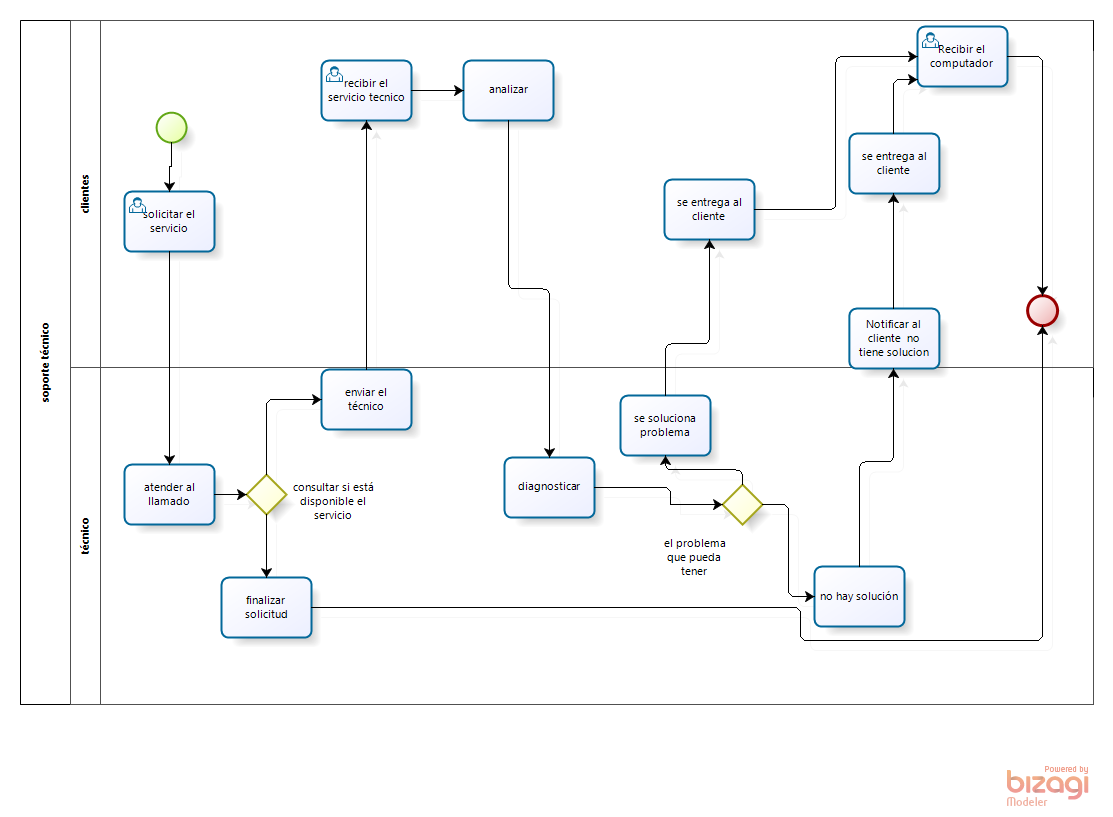 soporte técnico
clientes
técnico
solicitar el
servicio
atender al
llamado
consultar si está
disponible el
servicio
finalizar
solicitud
enviar el
técnico
recibir el
servicio tecnico
analizar
diagnosticar
el problema
que pueda
tener
se soluciona
problema
se entrega al
cliente
no hay solución
Notificar al
cliente  no
tiene solucion
se entrega al
cliente
Recibir el
computador
Powered by
bizagi
Modeler